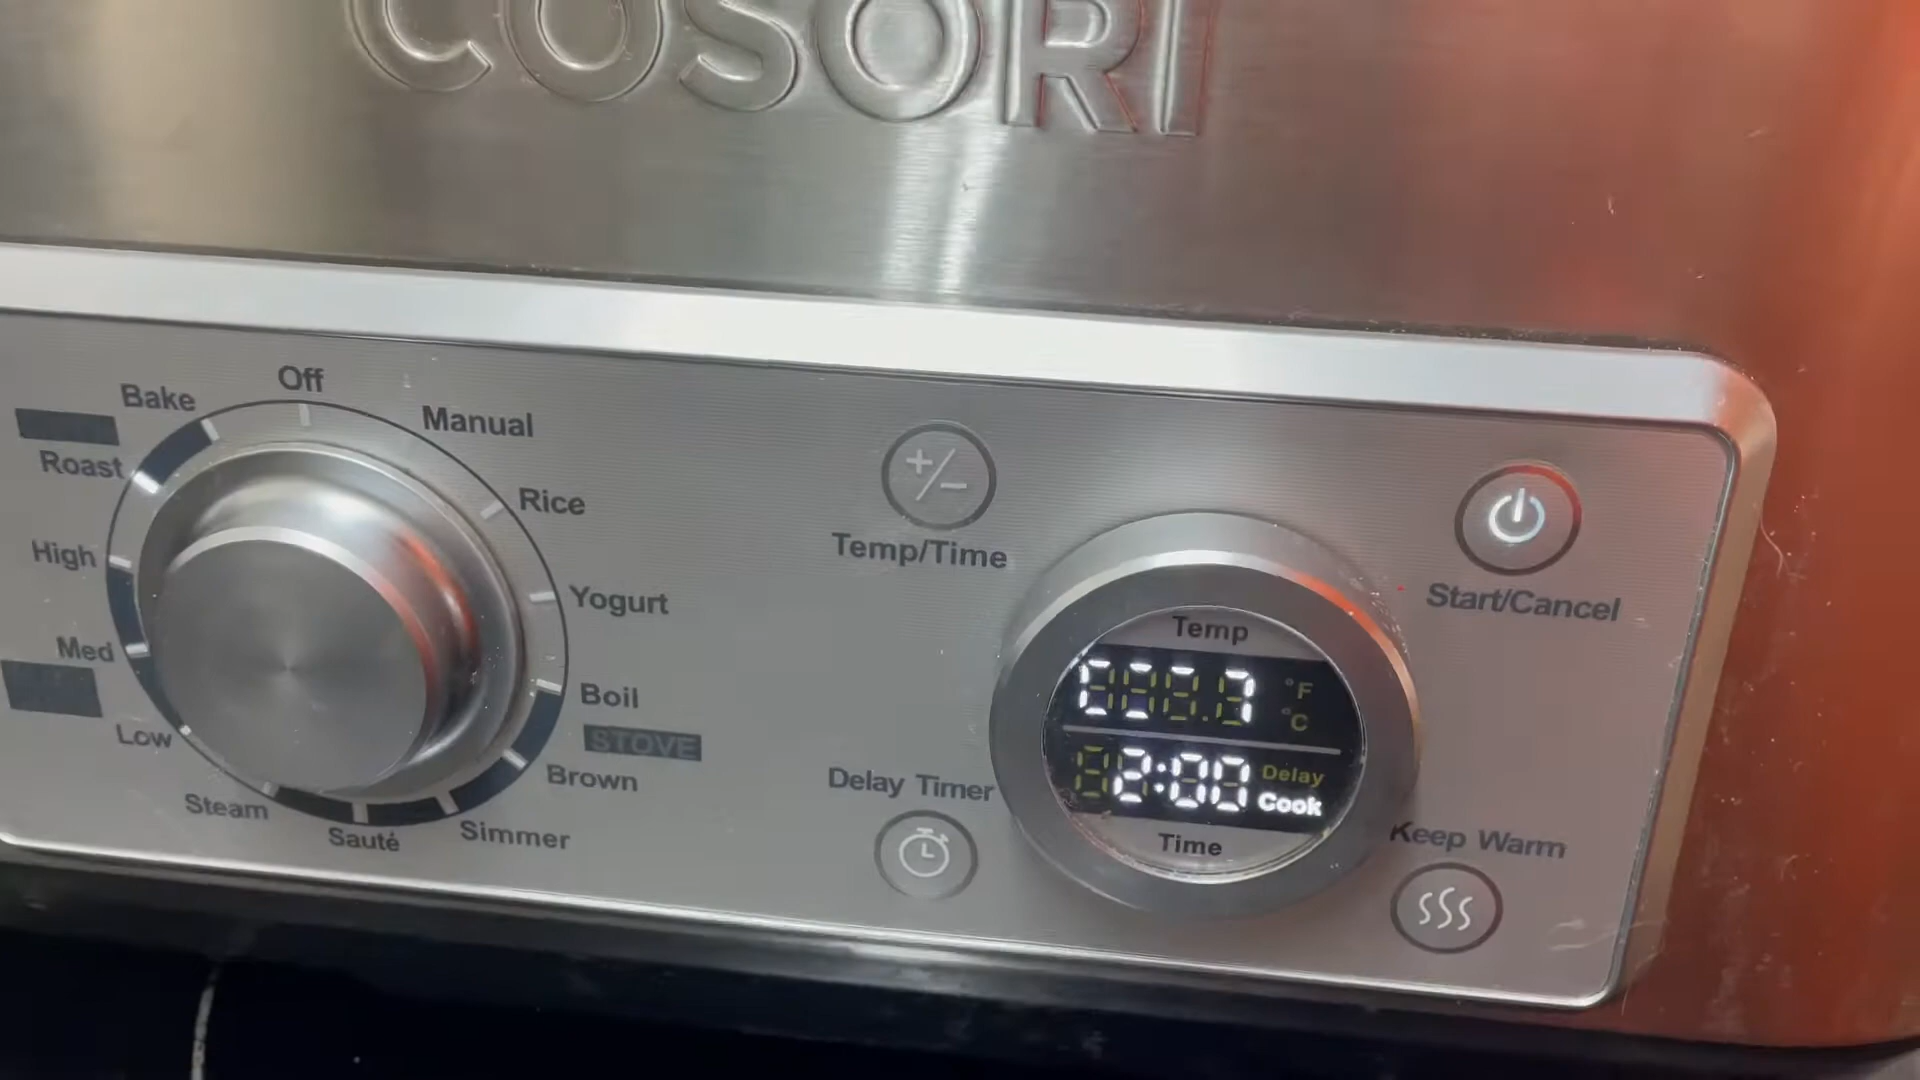 COSORI
Off
Bake
Manual
Roast
Rice
High
Yogurt
Med
Boil
STOVE
Low
Brown
Steam
Sauté
Simmer
+/-
Temp/Time
Start/Cancel
Temp
°F
°C
2:00
Delay
Cook
Time
Delay Timer
Keep Warm